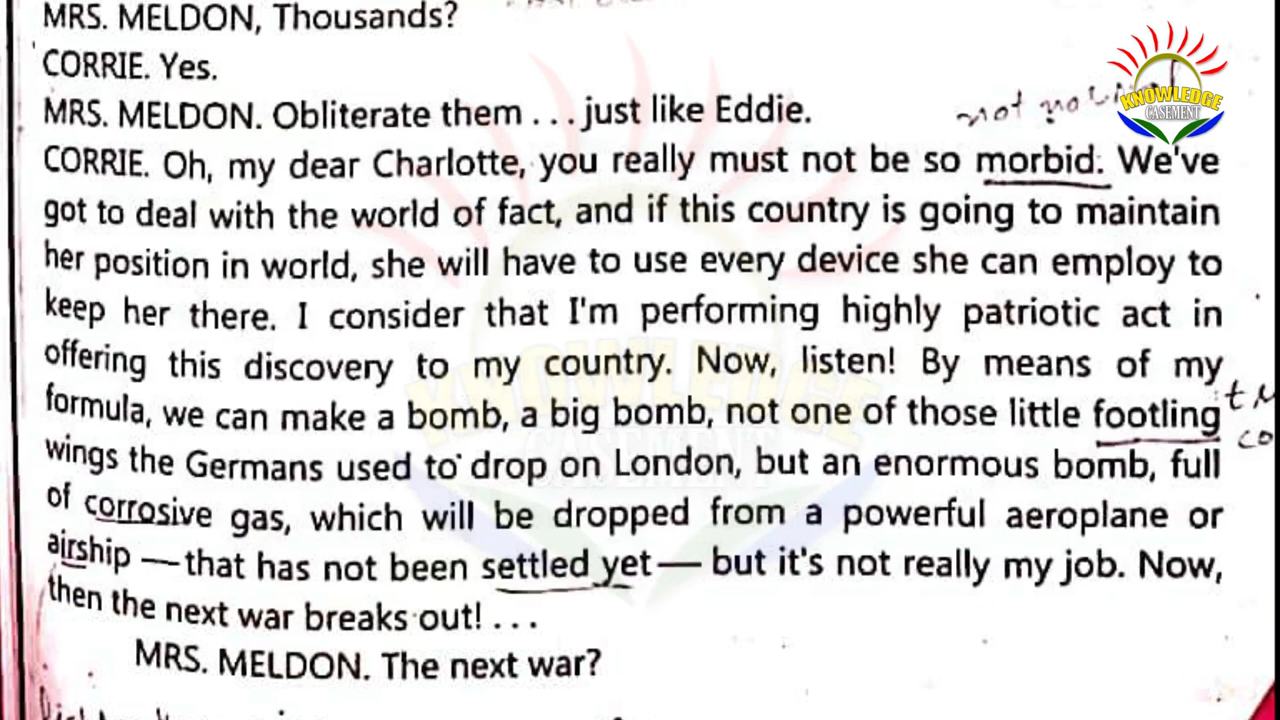 MRS. MELDON, Thousands?
CORRIE. Yes.
MRS. MELDON. Obliterate them . . . just like Eddie.
not
KNOWLEDGE
CASEMENT
CORRIE. Oh, my dear Charlotte, you really must not be so morbid. We've
got to deal with the world of fact, and if this country is going to maintain
her position in world, she will have to use every device she can employ to
keep her there. I consider that I'm performing highly patriotic act in
offering this discovery to my country. Now, listen! By means of my
formula, we can make a bomb, a big bomb, not one of those little footling
wings the Germans used to drop on London, but an enormous bomb, full
of corrosive gas, which will be dropped from a powerful aeroplane or
airship — that has not been settled yet — but it's not really my job. Now,
then the next war breaks out! . . .
MRS. MELDON. The next war?
KNOWLEDGE
CASEMENT